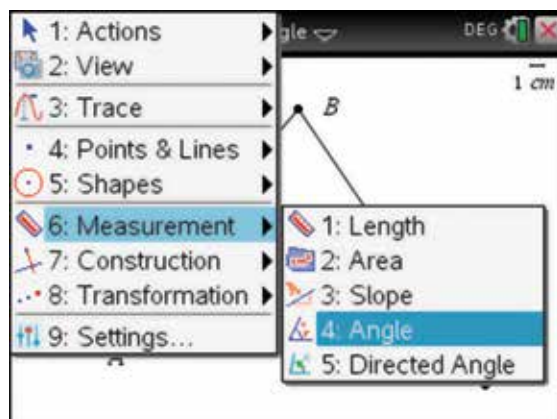 1: Actions
gle
DEG
2: View
1 cm
3: Trace
B
4: Points & Lines
5: Shapes
6: Measurement
1: Length
7: Construction
2: Area
8: Transformation
3: Slope
9: Settings...
4: Angle
5: Directed Angle